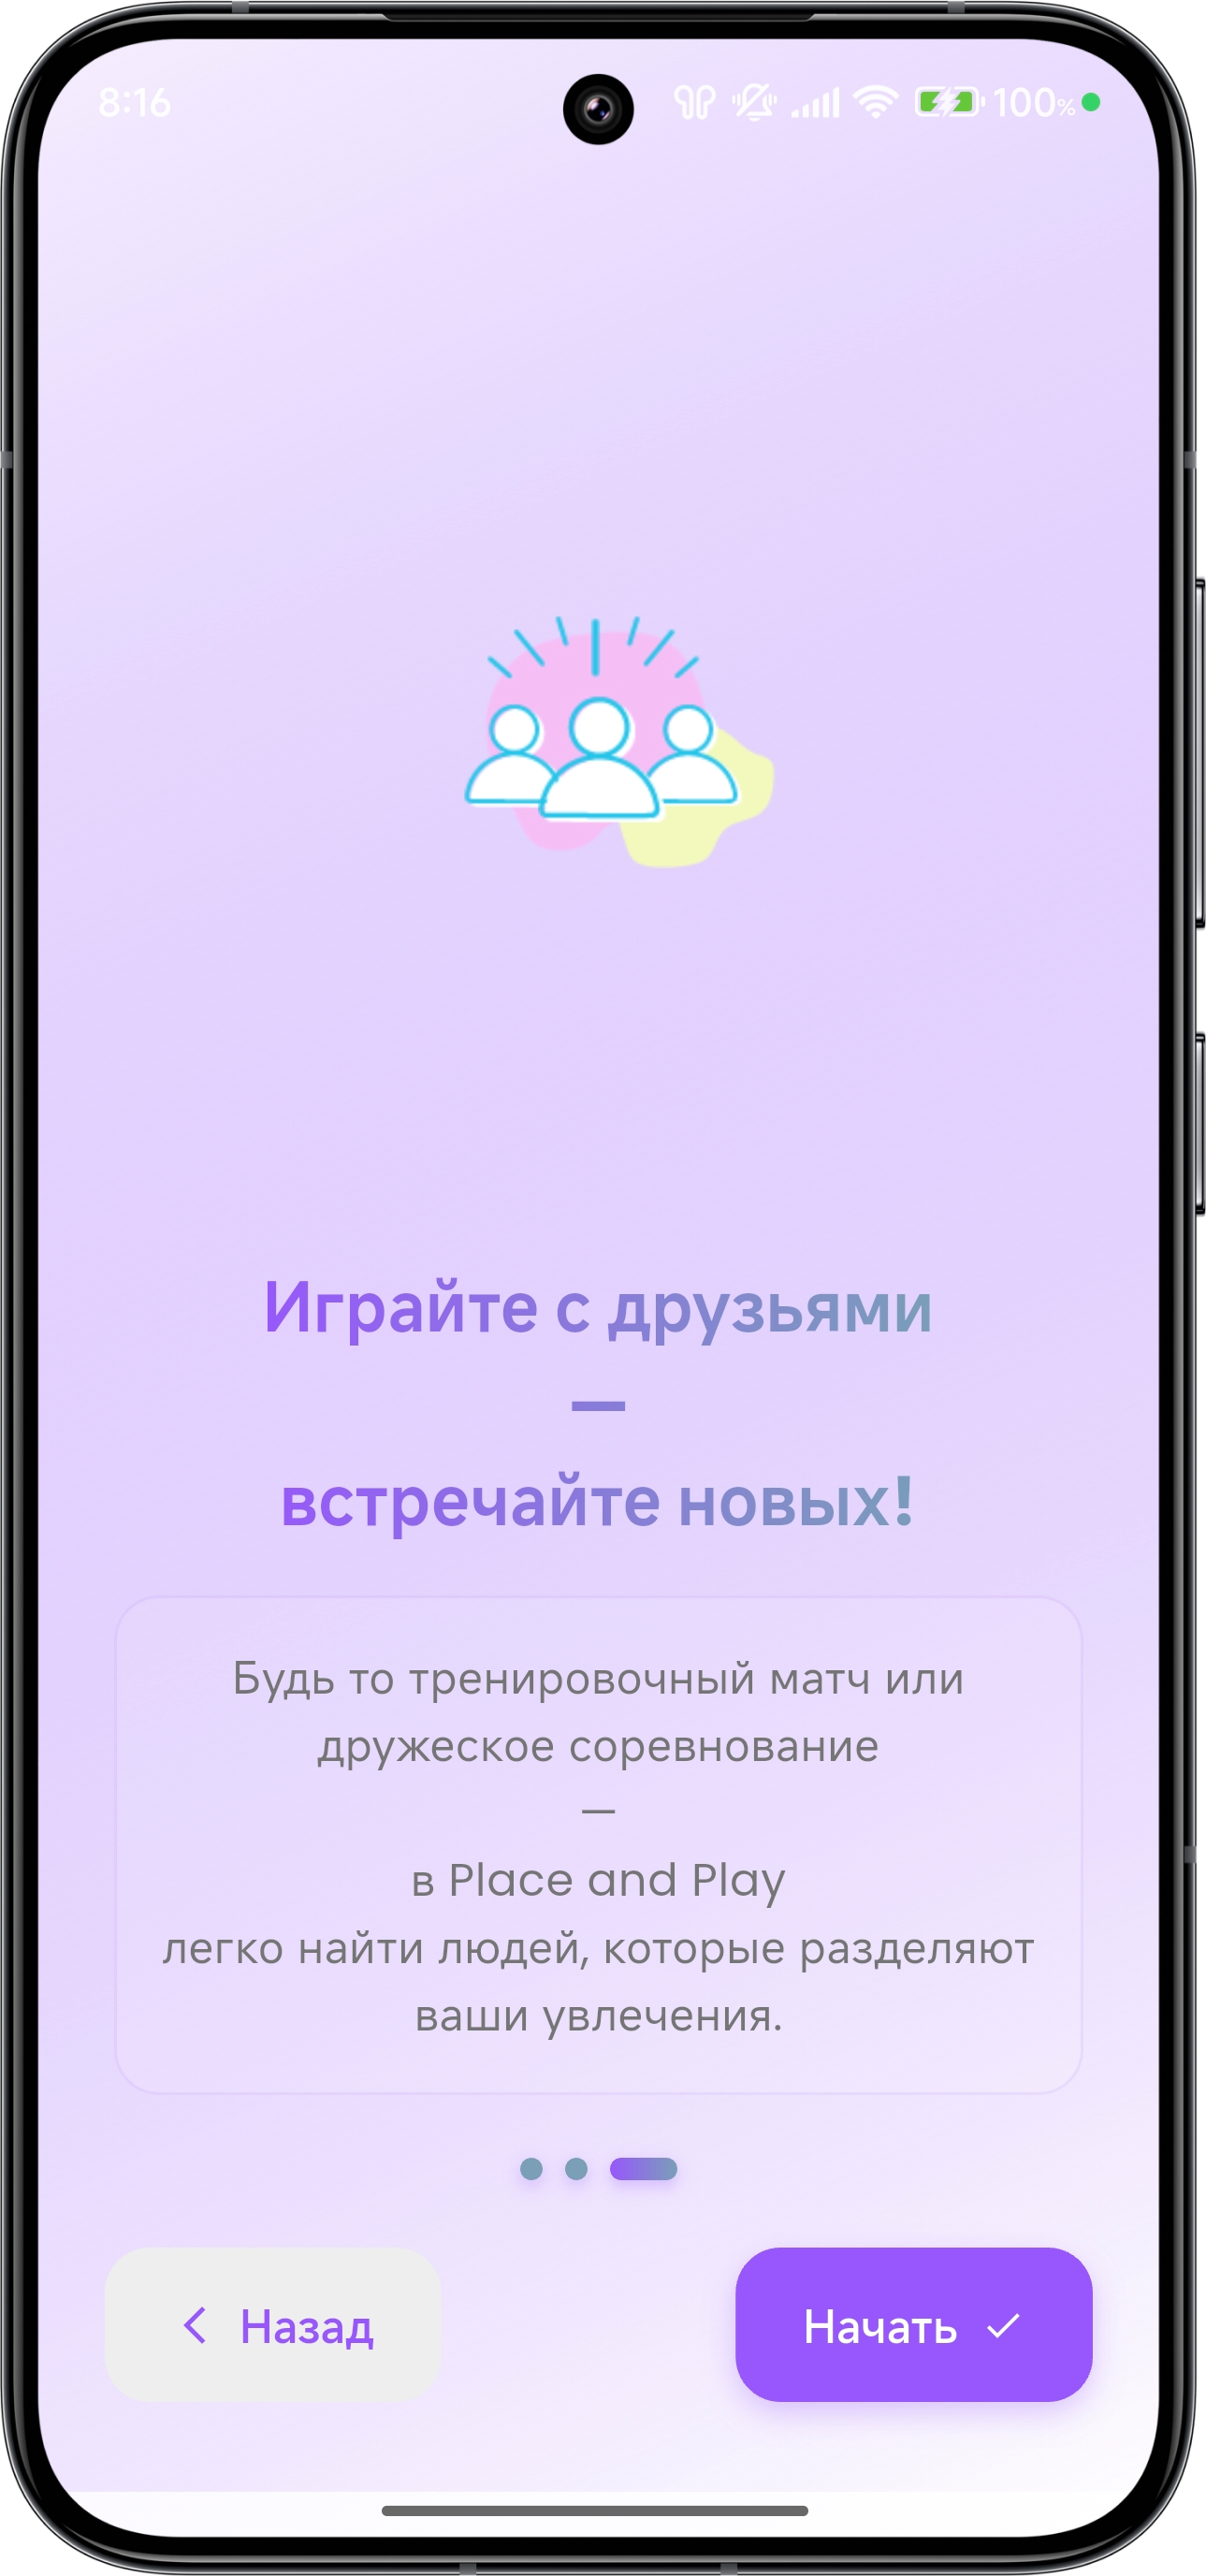 8:16 100%
Играйте с друзьями
—
встречайте новых!
Будь то тренировочный матч или
дружеское соревнование
—
в Place and Play
легко найти людей, которые разделяют
ваши увлечения.
Назад Начать